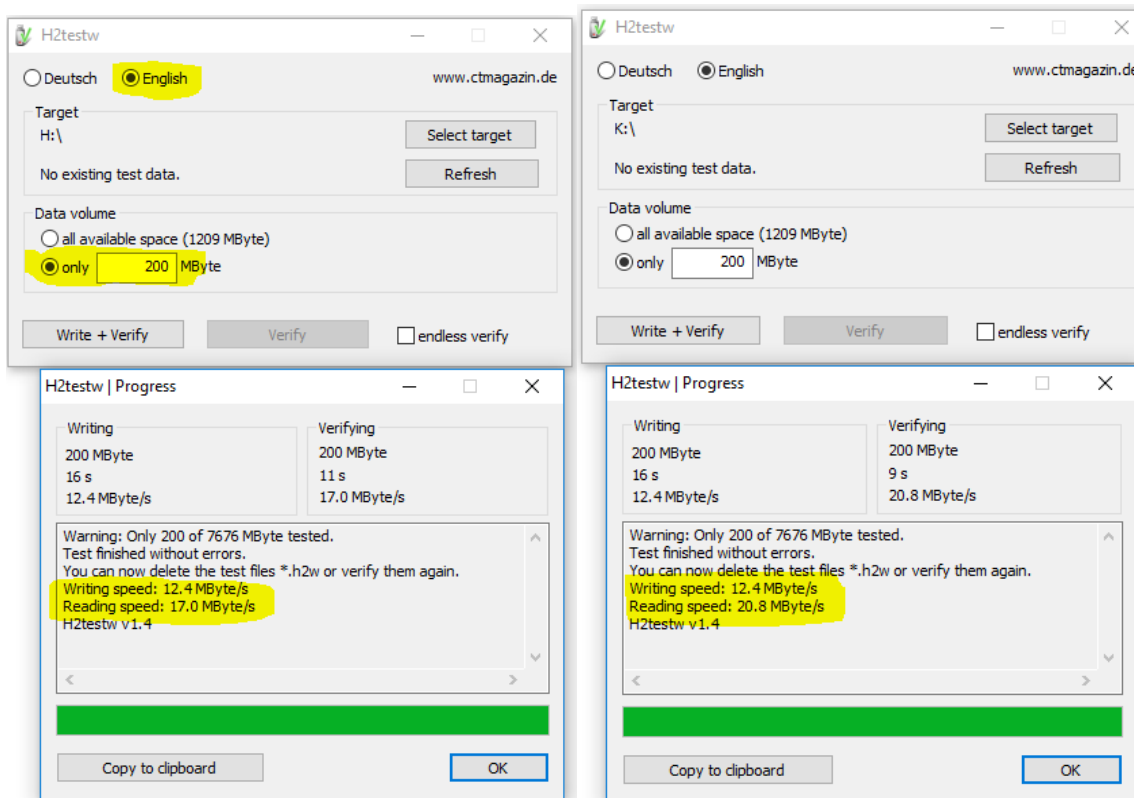 H2testw
Deutsch English www.ctmagazin.de
Target
H:\ Select target
No existing test data. Refresh
Data volume
all available space (1209 MByte)
only 200 MByte
Write + Verify Verify endless verify
H2testw | Progress
Writing Verifying
200 MByte 200 MByte
16 s 11 s
12.4 MByte/s 17.0 MByte/s
Warning: Only 200 of 7676 MByte tested.
Test finished without errors.
You can now delete the test files *.h2w or verify them again.
Writing speed: 12.4 MByte/s
Reading speed: 17.0 MByte/s
H2testw v1.4
Copy to clipboard OK
H2testw
Deutsch English www.ctmagazin.de
Target
K:\ Select target
No existing test data. Refresh
Data volume
all available space (1209 MByte)
only 200 MByte
Write + Verify Verify endless verify
H2testw | Progress
Writing Verifying
200 MByte 200 MByte
16 s 9 s
12.4 MByte/s 20.8 MByte/s
Warning: Only 200 of 7676 MByte tested.
Test finished without errors.
You can now delete the test files *.h2w or verify them again.
Writing speed: 12.4 MByte/s
Reading speed: 20.8 MByte/s
H2testw v1.4
Copy to clipboard OK